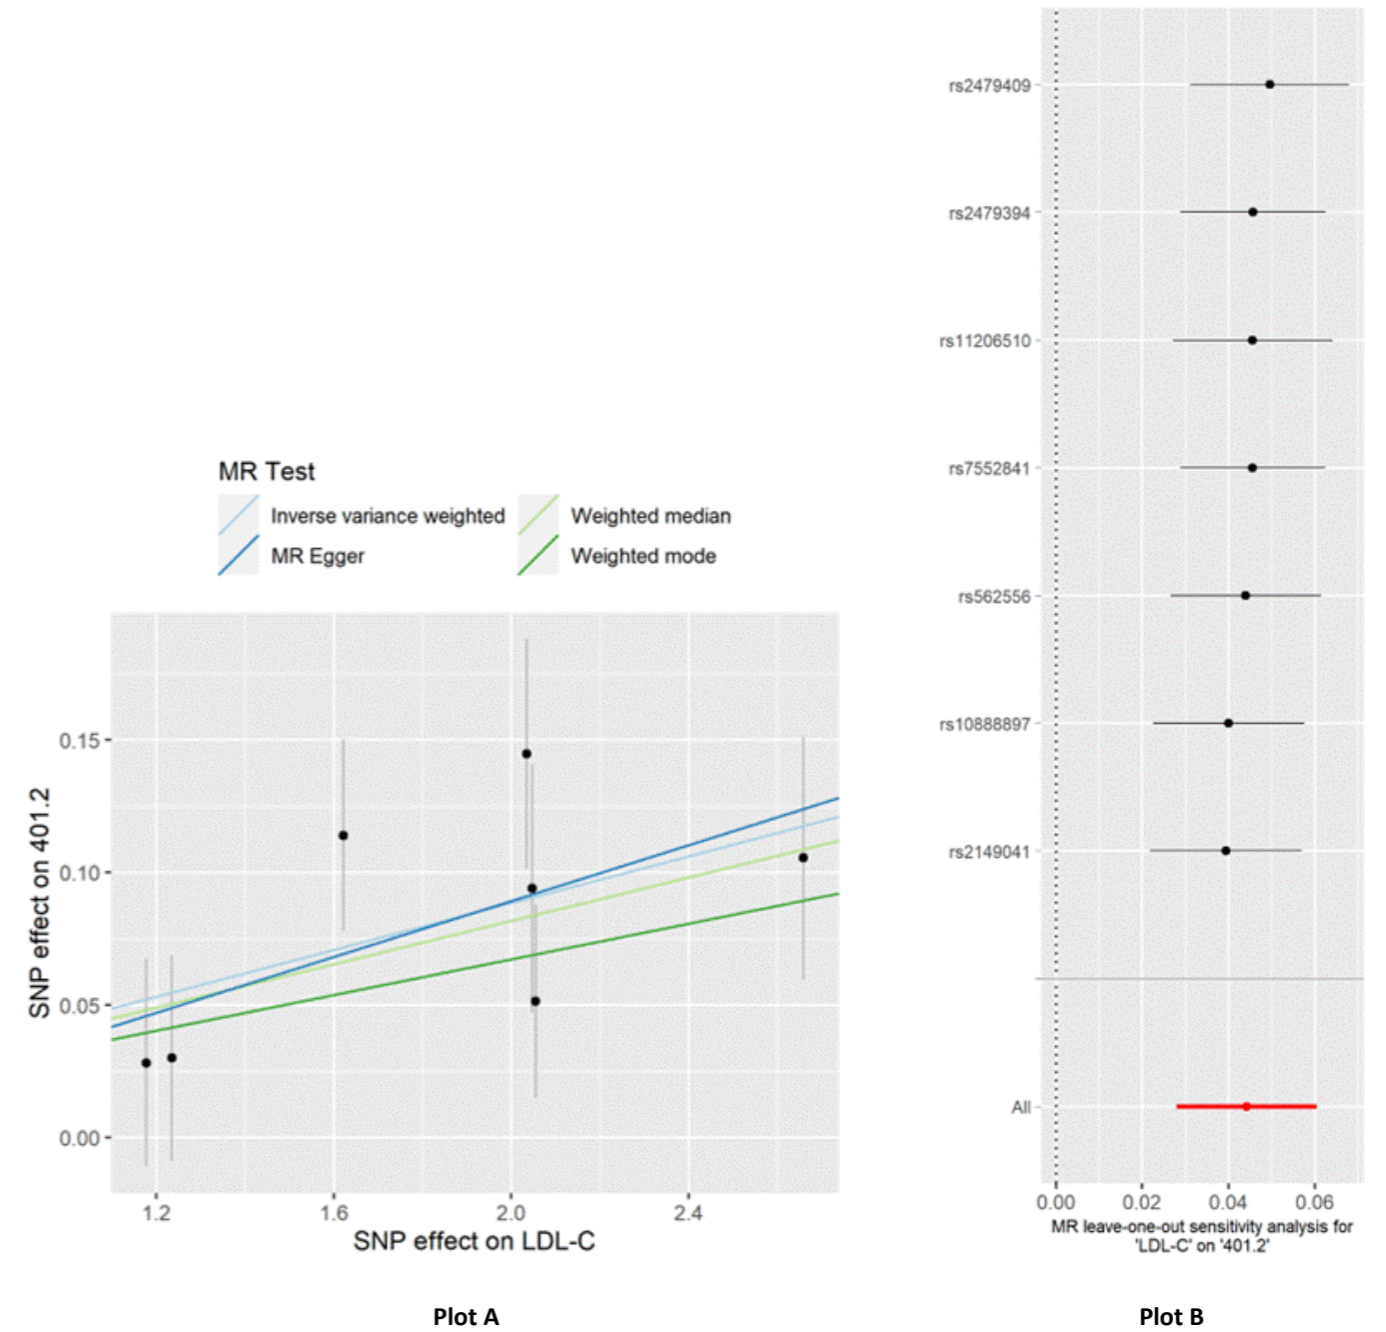 MR Test
Inverse variance weighted
Weighted median
MR Egger
Weighted mode
SNP effect on 401.2
0.15
0.10
0.05
0.00
1.2
1.6
2.0
2.4
SNP effect on LDL-C
Plot A
rs2479409
rs2479394
rs11206510
rs7552841
rs562556
rs10888897
rs2149041
All
0.00
0.02
0.04
0.06
MR leave-one-out sensitivity analysis for
'LDL-C' on '401.2'
Plot B